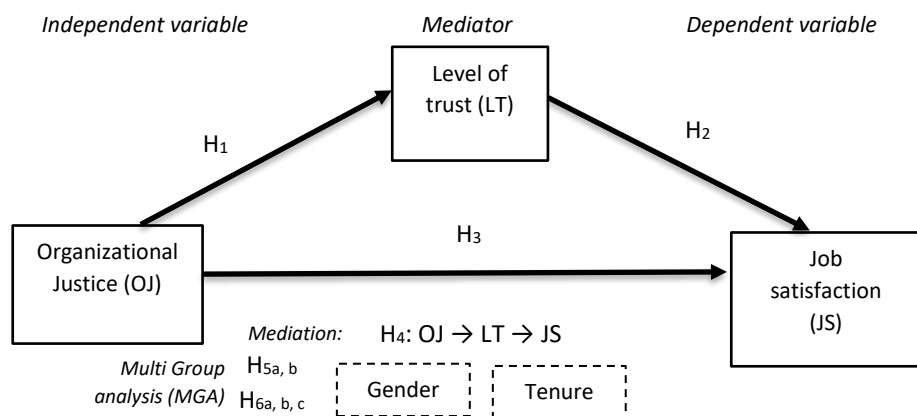 Independent variable
Mediator
Dependent variable
Level of
trust (LT)
H1
H2
H3
Organizational
Justice (OJ)
Job
satisfaction
(JS)
Mediation: H4: OJ → LT → JS
Multi Group
analysis (MGA)
H5a, b
H6a, b, c
Gender
Tenure